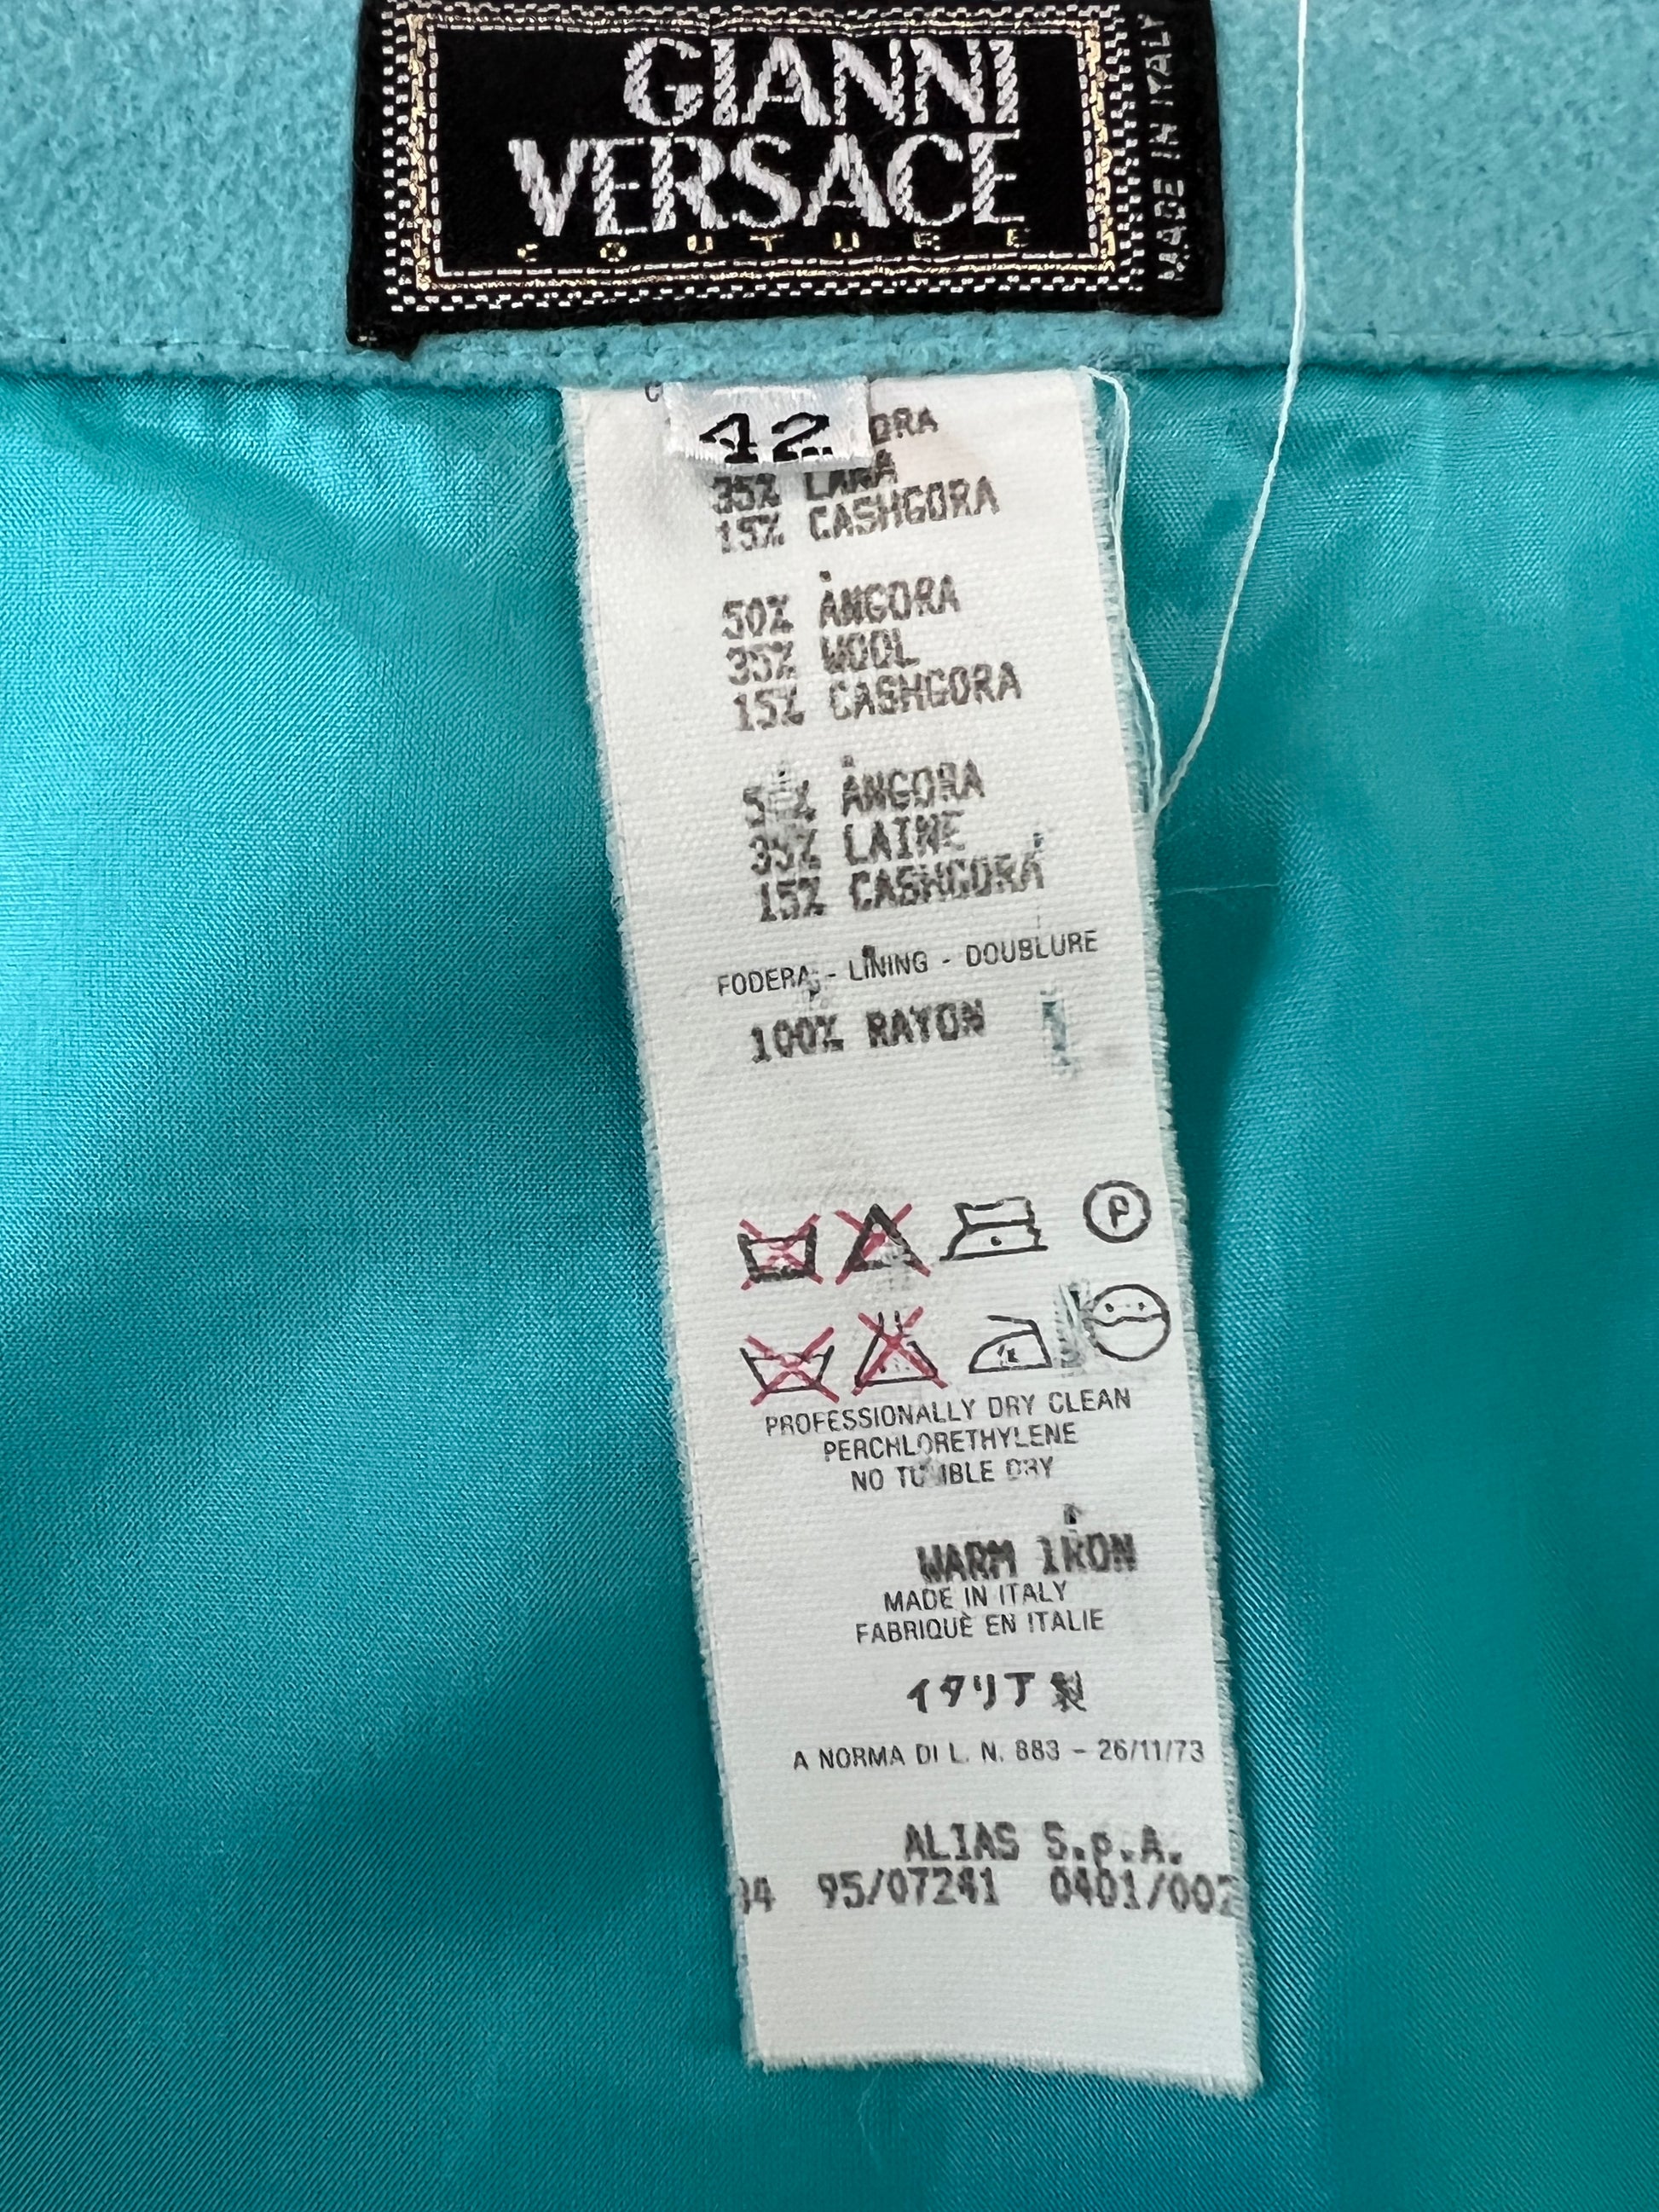 GIANNI
VERSACE
COUTURE
MADE IN ITALY
42
35% LANA
15% CASHGORA
50% ANGORA
35% WOOL
15% CASHGORA
50% ANGORA
35% LAINE
15% CASHGORA
FODERA - LINING - DOUBLURE
100% RAYON
P
PROFESSIONALLY DRY CLEAN
PERCHLORETHYLENE
NO TUMBLE DRY
WARM IRON
MADE IN ITALY
FABRIQUÈ EN ITALIE
イタリア製
A NORMA DI L. N. 883 - 26/11/73
ALIAS S.p.A.
95/07241 0401/002